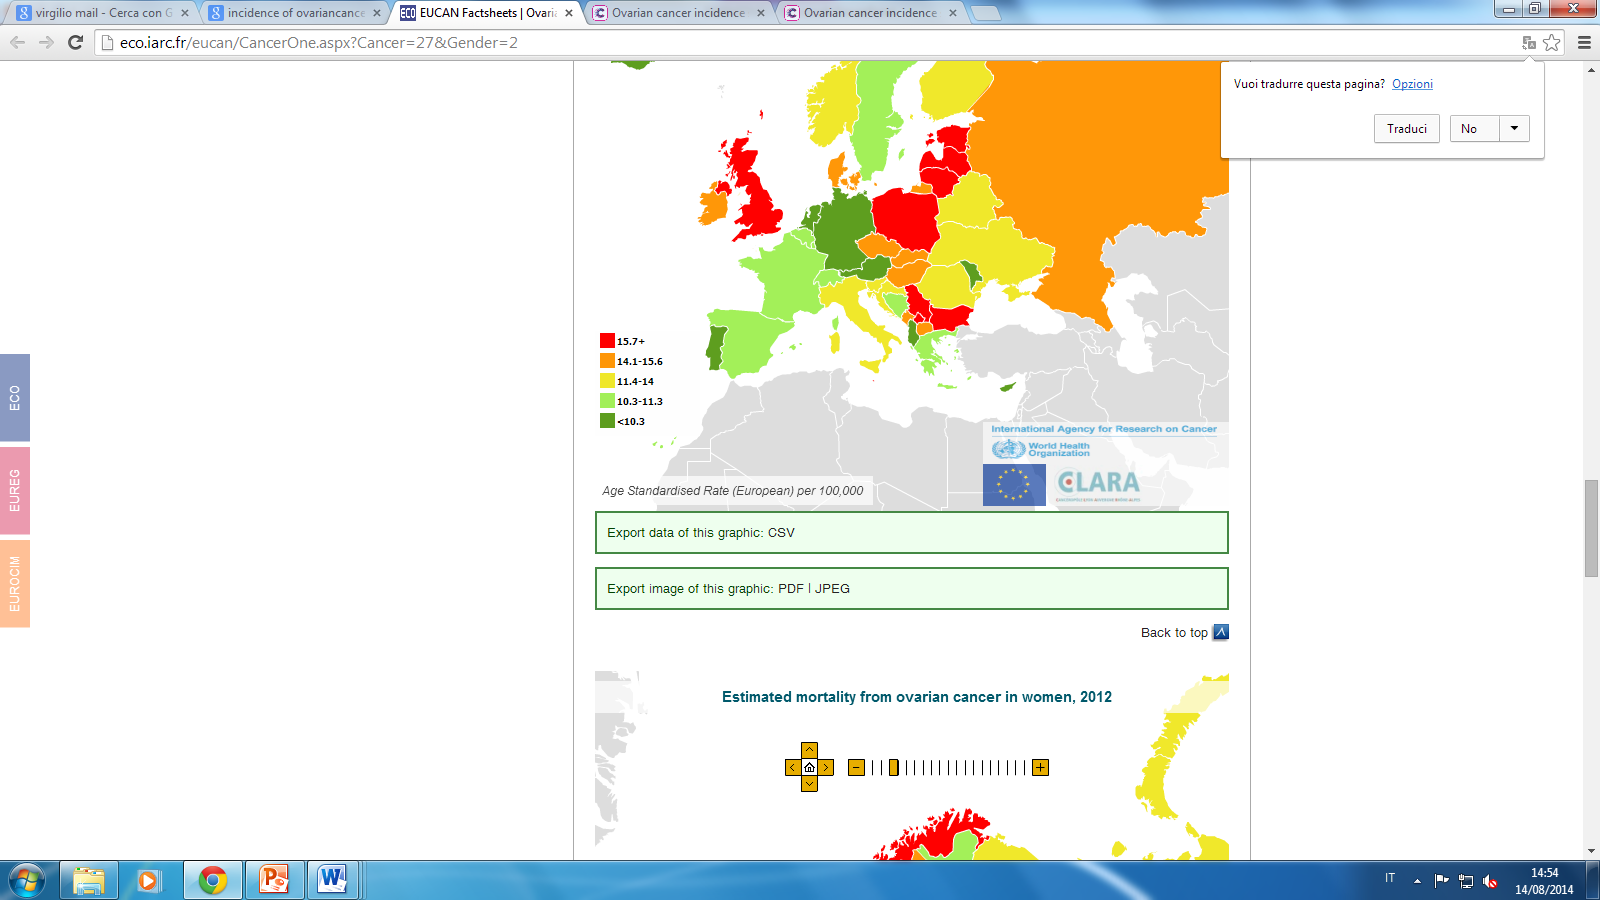 virgilio mail - Cerca con G
incidence of ovariancance
ECO EUCAN Factsheets | Ovari
Ovarian cancer incidence
Ovarian cancer incidence
eco.iarc.fr/eucan/CancerOne.aspx?Cancer=27&Gender=2
Vuoi tradurre questa pagina? Opzioni
Traduci No
15.7+
14.1-15.6
11.4-14
10.3-11.3
<10.3
ECO
EUREG
EUROCIM
International Agency for Research on Cancer
World Health
Organization
CLARA
Age Standardised Rate (European) per 100,000
Export data of this graphic: CSV
Export image of this graphic: PDF | JPEG
Back to top
Estimated mortality from ovarian cancer in women, 2012
IT
14:54
14/08/2014